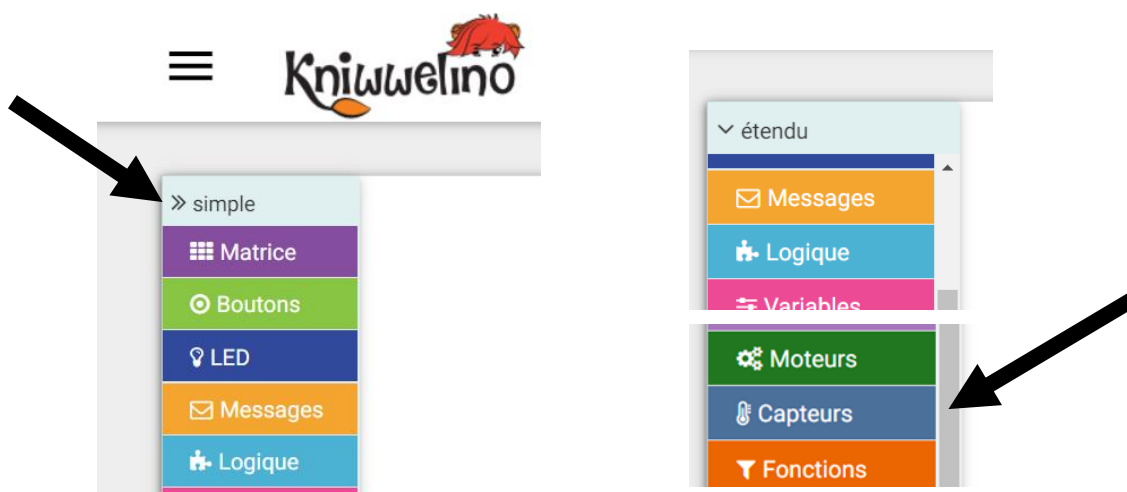 Kniwwelino
simple
Matrice
Boutons
LED
Messages
Logique
étendu
Messages
Logique
Variables
Moteurs
Capteurs
Fonctions